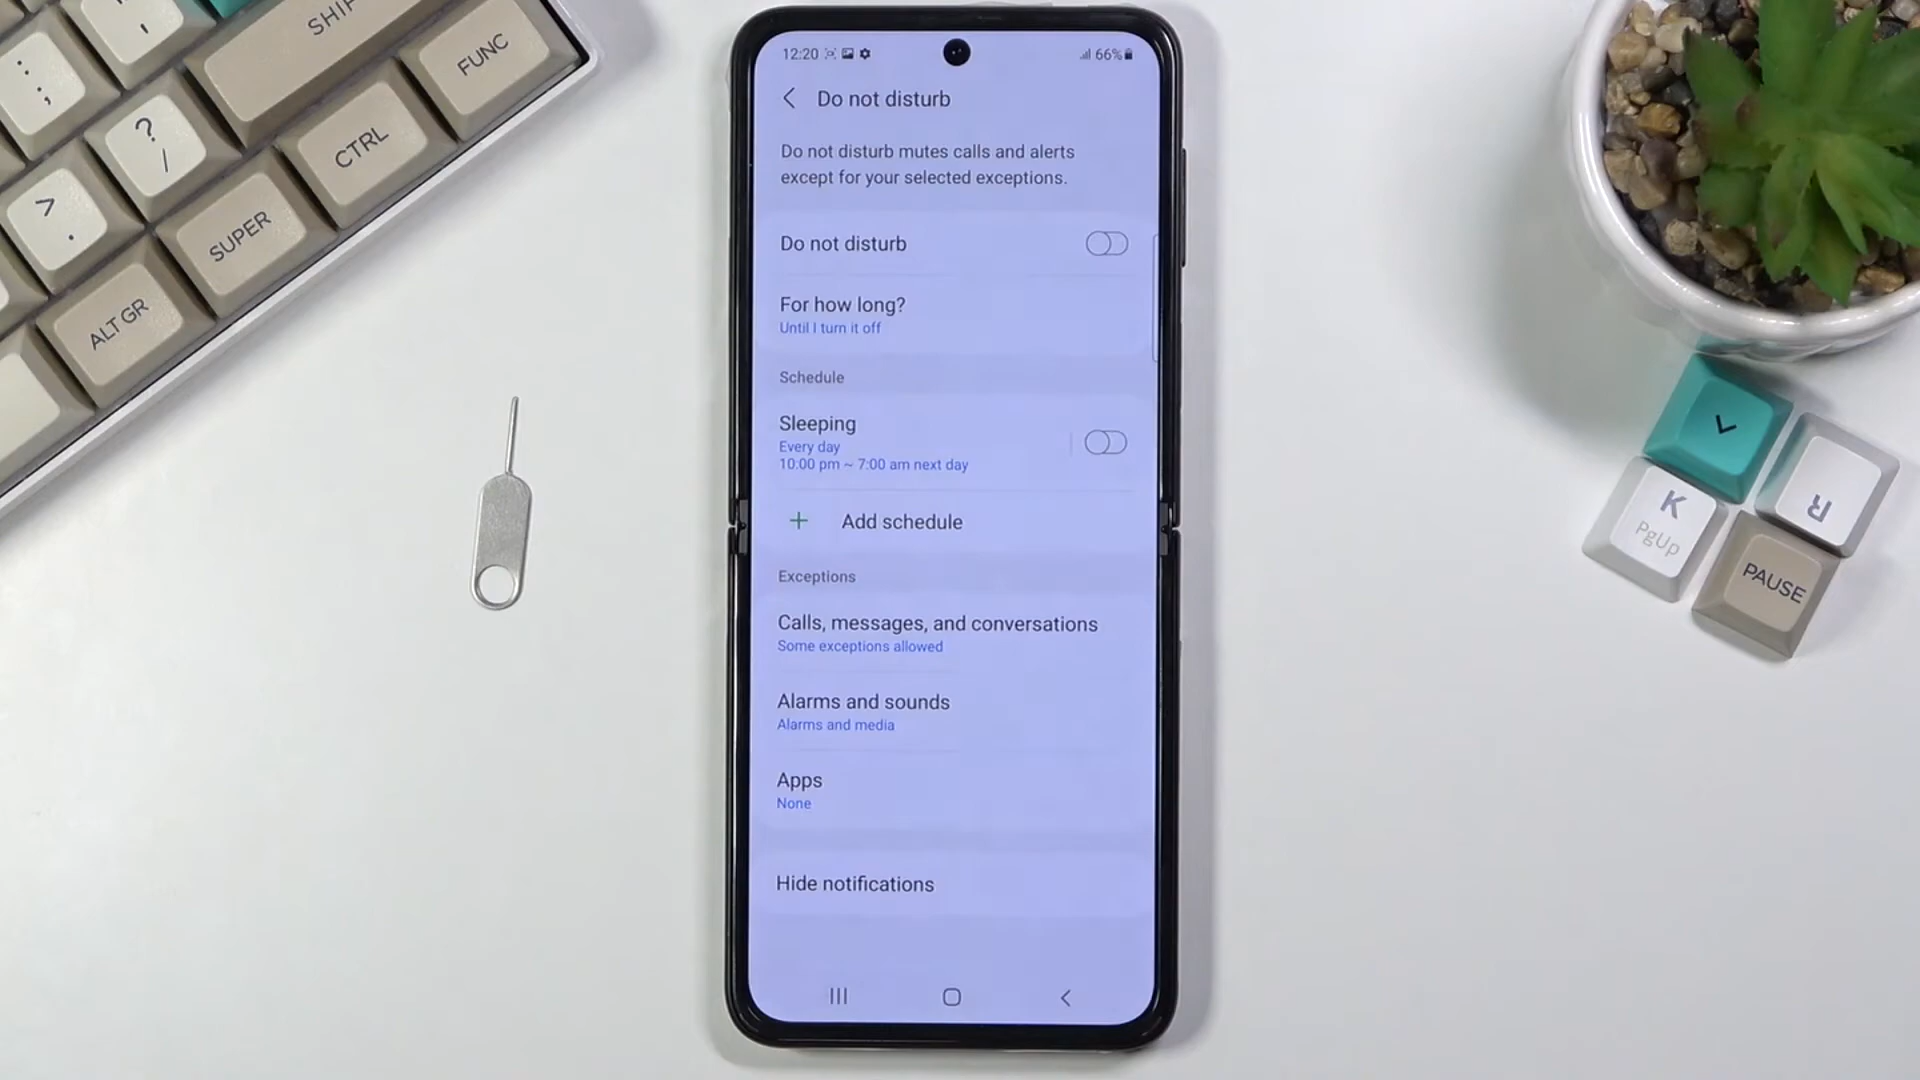 SHIF
FUNC
;
:
?
/
CTRL
>
.
SUPER
ALT GR
12:20
66%
Do not disturb
Do not disturb mutes calls and alerts
except for your selected exceptions.
Do not disturb
For how long?
Until I turn it off
Schedule
Sleeping
Every day
10:00 pm ~ 7:00 am next day
+ Add schedule
Exceptions
Calls, messages, and conversations
Some exceptions allowed
Alarms and sounds
Alarms and media
Apps
None
Hide notifications
K
PgUp
R
PAUSE